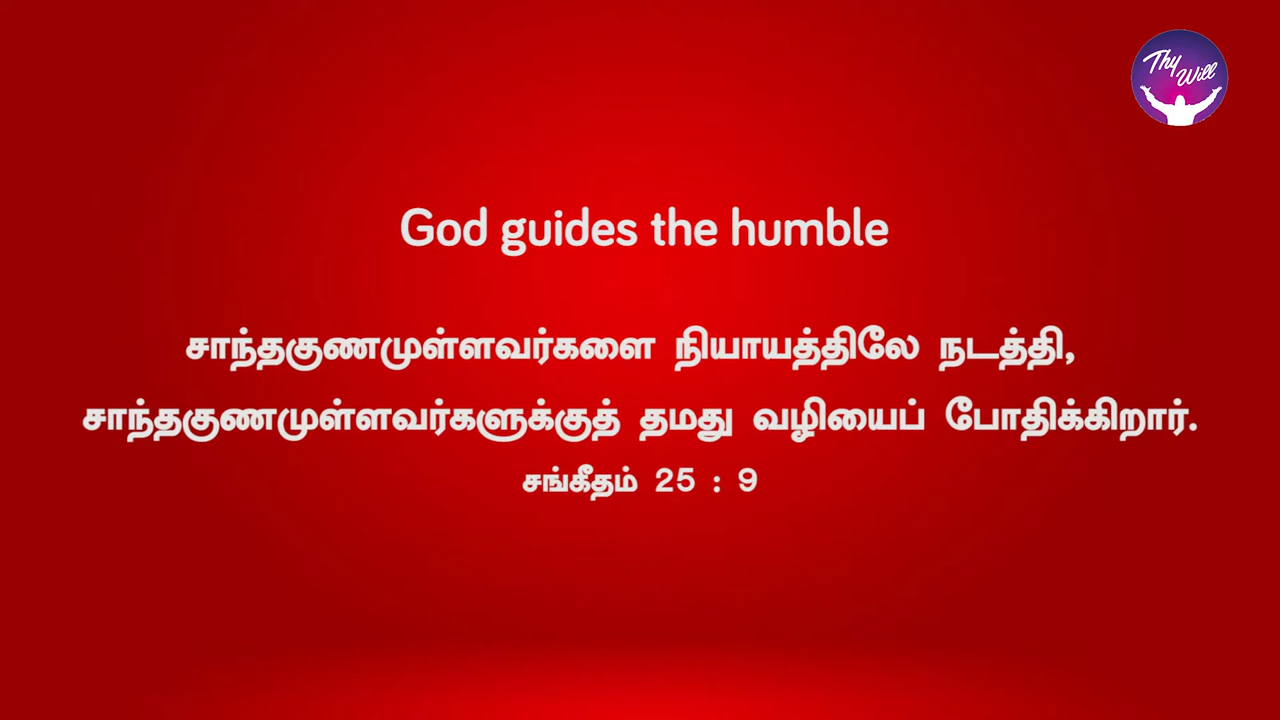 Thy Will
God guides the humble
சாந்தகுணமுள்ளவர்களை நியாயத்திலே நடத்தி,
சாந்தகுணமுள்ளவர்களுக்குத் தமது வழியைப் போதிக்கிறார்.
சங்கீதம் 25 : 9